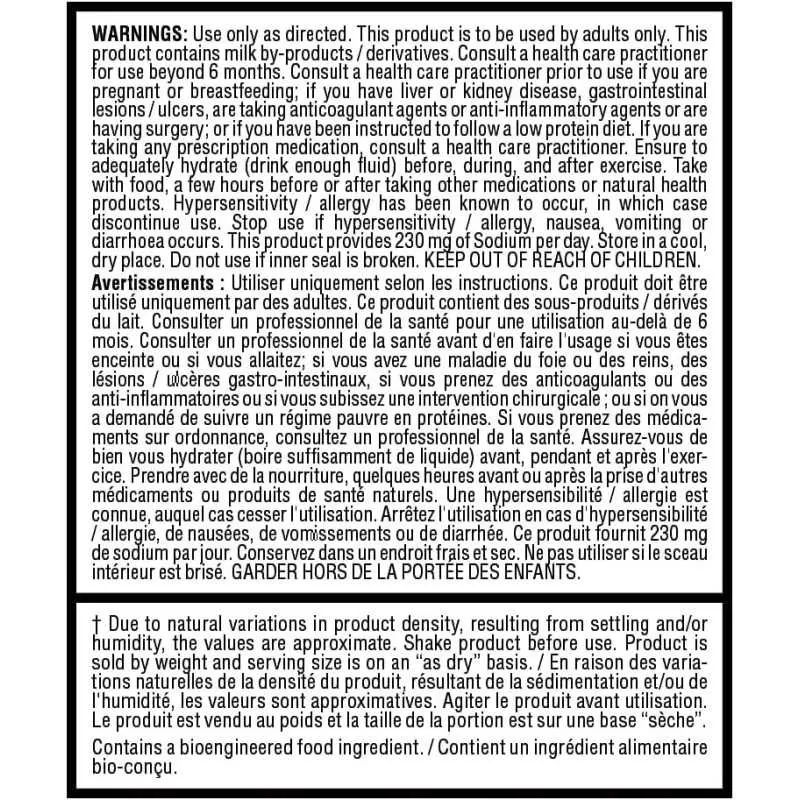 WARNINGS: Use only as directed. This product is to be used by adults only. This
product contains milk by-products / derivatives. Consult a health care practitioner
for use beyond 6 months. Consult a health care practitioner prior to use if you are
pregnant or breastfeeding; if you have liver or kidney disease, gastrointestinal
lesions / ulcers, are taking anticoagulant agents or anti-inflammatory agents or are
having surgery; or if you have been instructed to follow a low protein diet. If you are
taking any prescription medication, consult a health care practitioner. Ensure to
adequately hydrate (drink enough fluid) before, during, and after exercise. Take
with food, a few hours before or after taking other medications or natural health
products. Hypersensitivity / allergy has been known to occur, in which case
discontinue use. Stop use if hypersensitivity / allergy, nausea, vomiting or
diarrhoea occurs. This product provides 230 mg of Sodium per day. Store in a cool,
dry place. Do not use if inner seal is broken. KEEP OUT OF REACH OF CHILDREN.
Avertissements : Utiliser uniquement selon les instructions. Ce produit doit être
utilisé uniquement par des adultes. Ce produit contient des sous-produits / dérivés
du lait. Consulter un professionnel de la santé pour une utilisation au-delà de 6
mois. Consulter un professionnel de la santé avant d'en faire l'usage si vous êtes
enceinte ou si vous allaitez; si vous avez une maladie du foie ou des reins, des
lésions / ulcères gastro-intestinaux, si vous prenez des anticoagulants ou des
anti-inflammatoires ou si vous subissez une intervention chirurgicale ; ou si on vous
a demandé de suivre un régime pauvre en protéines. Si vous prenez des médica-
ments sur ordonnance, consultez un professionnel de la santé. Assurez-vous de
bien vous hydrater (boire suffisamment de liquide) avant, pendant et après l'exer-
cice. Prendre avec de la nourriture, quelques heures avant ou après la prise d'autres
médicaments ou produits de santé naturels. Une hypersensibilité / allergie est
connue, auquel cas cesser l'utilisation. Arrêtez l'utilisation en cas d'hypersensibilité
/ allergie, de nausées, de vomissements ou de diarrhée. Ce produit fournit 230 mg
de sodium par jour. Conservez dans un endroit frais et sec. Ne pas utiliser si le sceau
intérieur est brisé. GARDER HORS DE LA PORTÉE DES ENFANTS.
† Due to natural variations in product density, resulting from settling and/or
humidity, the values are approximate. Shake product before use. Product is
sold by weight and serving size is on an “as dry” basis. / En raison des varia-
tions naturelles de la densité du produit, résultant de la sédimentation et/ou de
l'humidité, les valeurs sont approximatives. Agiter le produit avant utilisation.
Le produit est vendu au poids et la taille de la portion est sur une base “sèche”.
Contains a bioengineered food ingredient. / Contient un ingrédient alimentaire
bio-conçu.